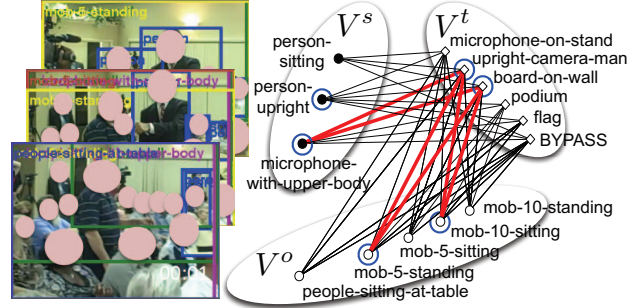 mob-5-standing
person
people-sitting-at-table
00:01
V^s
V^t
person-
sitting
person-
upright
microphone-
with-upper-body
microphone-on-stand
upright-camera-man
board-on-wall
podium
flag
BYPASS
mob-10-standing
mob-10-sitting
mob-5-sitting
mob-5-standing
people-sitting-at-table
V^o